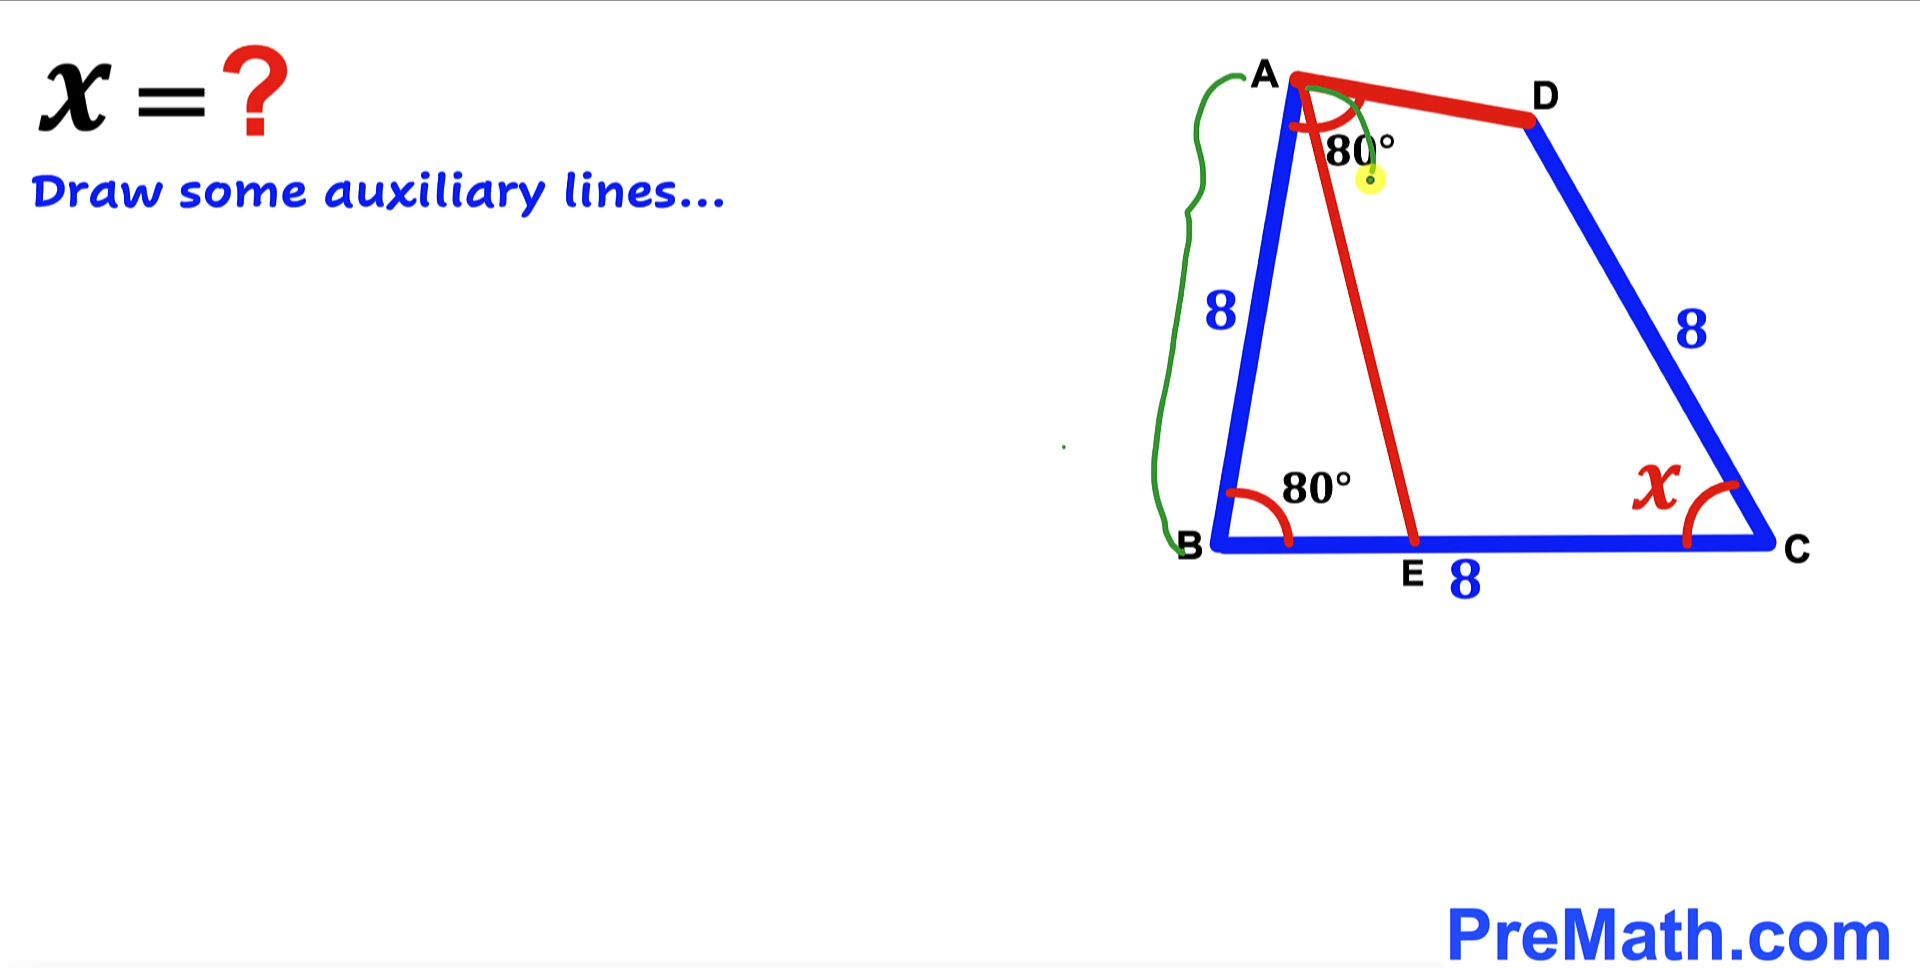 x = ?
Draw some auxiliary lines...
A
D
80°
8
8
80°
x
B
C
E
8
PreMath.com